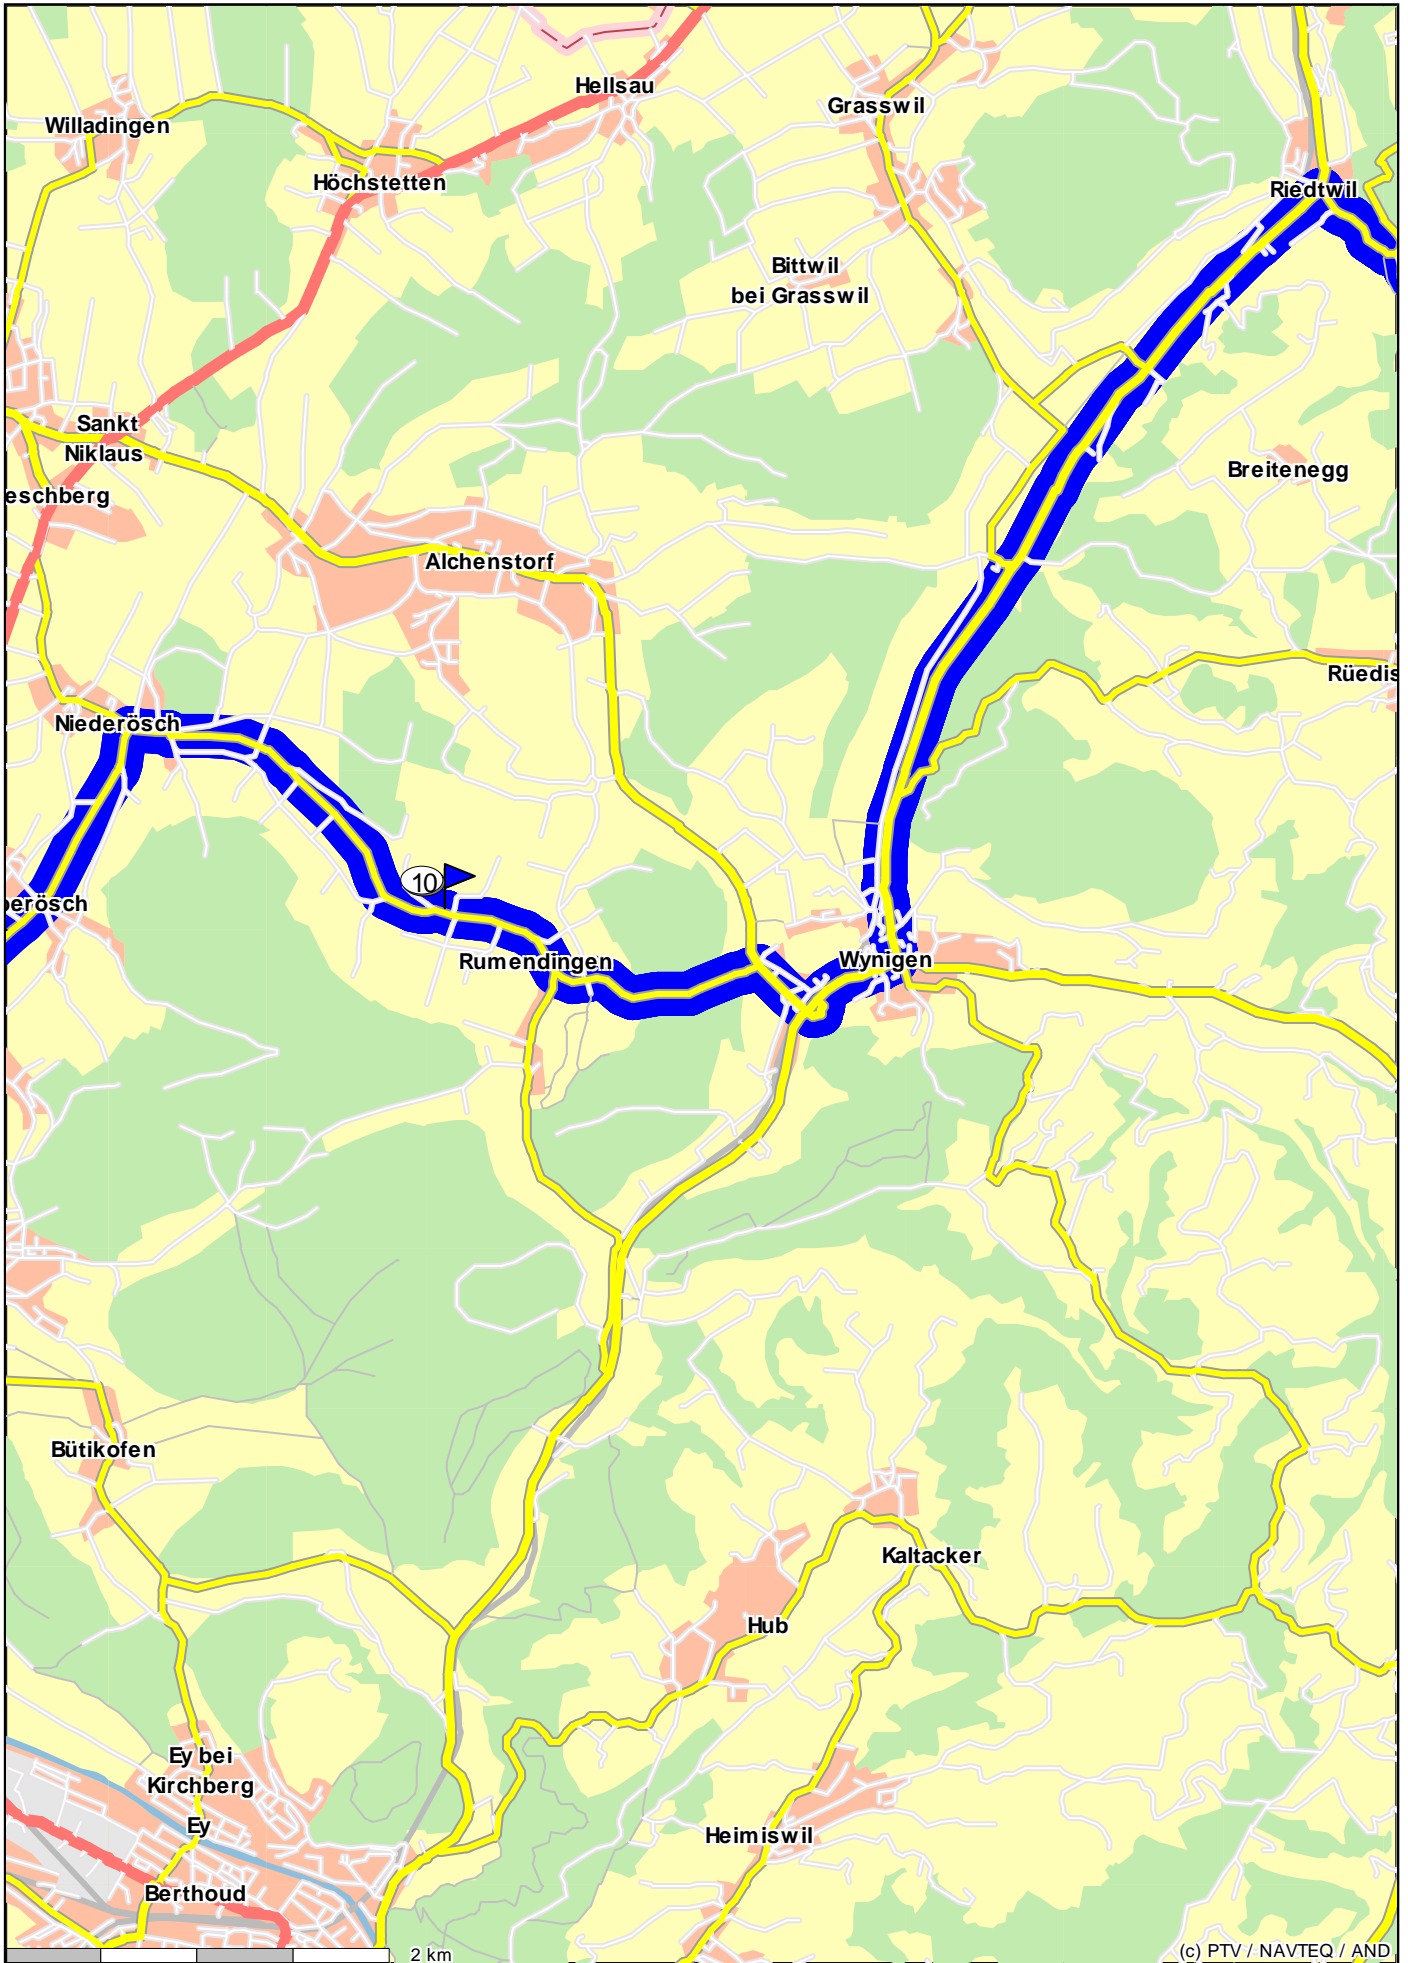 Hellsau
Grasswil
Willadingen
Höchstetten
Riedtwil
Bittwil
bei Grasswil
Sankt
Niklaus
Breitenegg
eschberg
Alchenstorf
Rüedis
Niederösch
10
perösch
Rumendingen
Wynigen
Bütikofen
Kaltacker
Hub
Ey bei
Kirchberg
Ey
Heimiswil
Berthoud
2 km
(c) PTV / NAVTEQ / AND